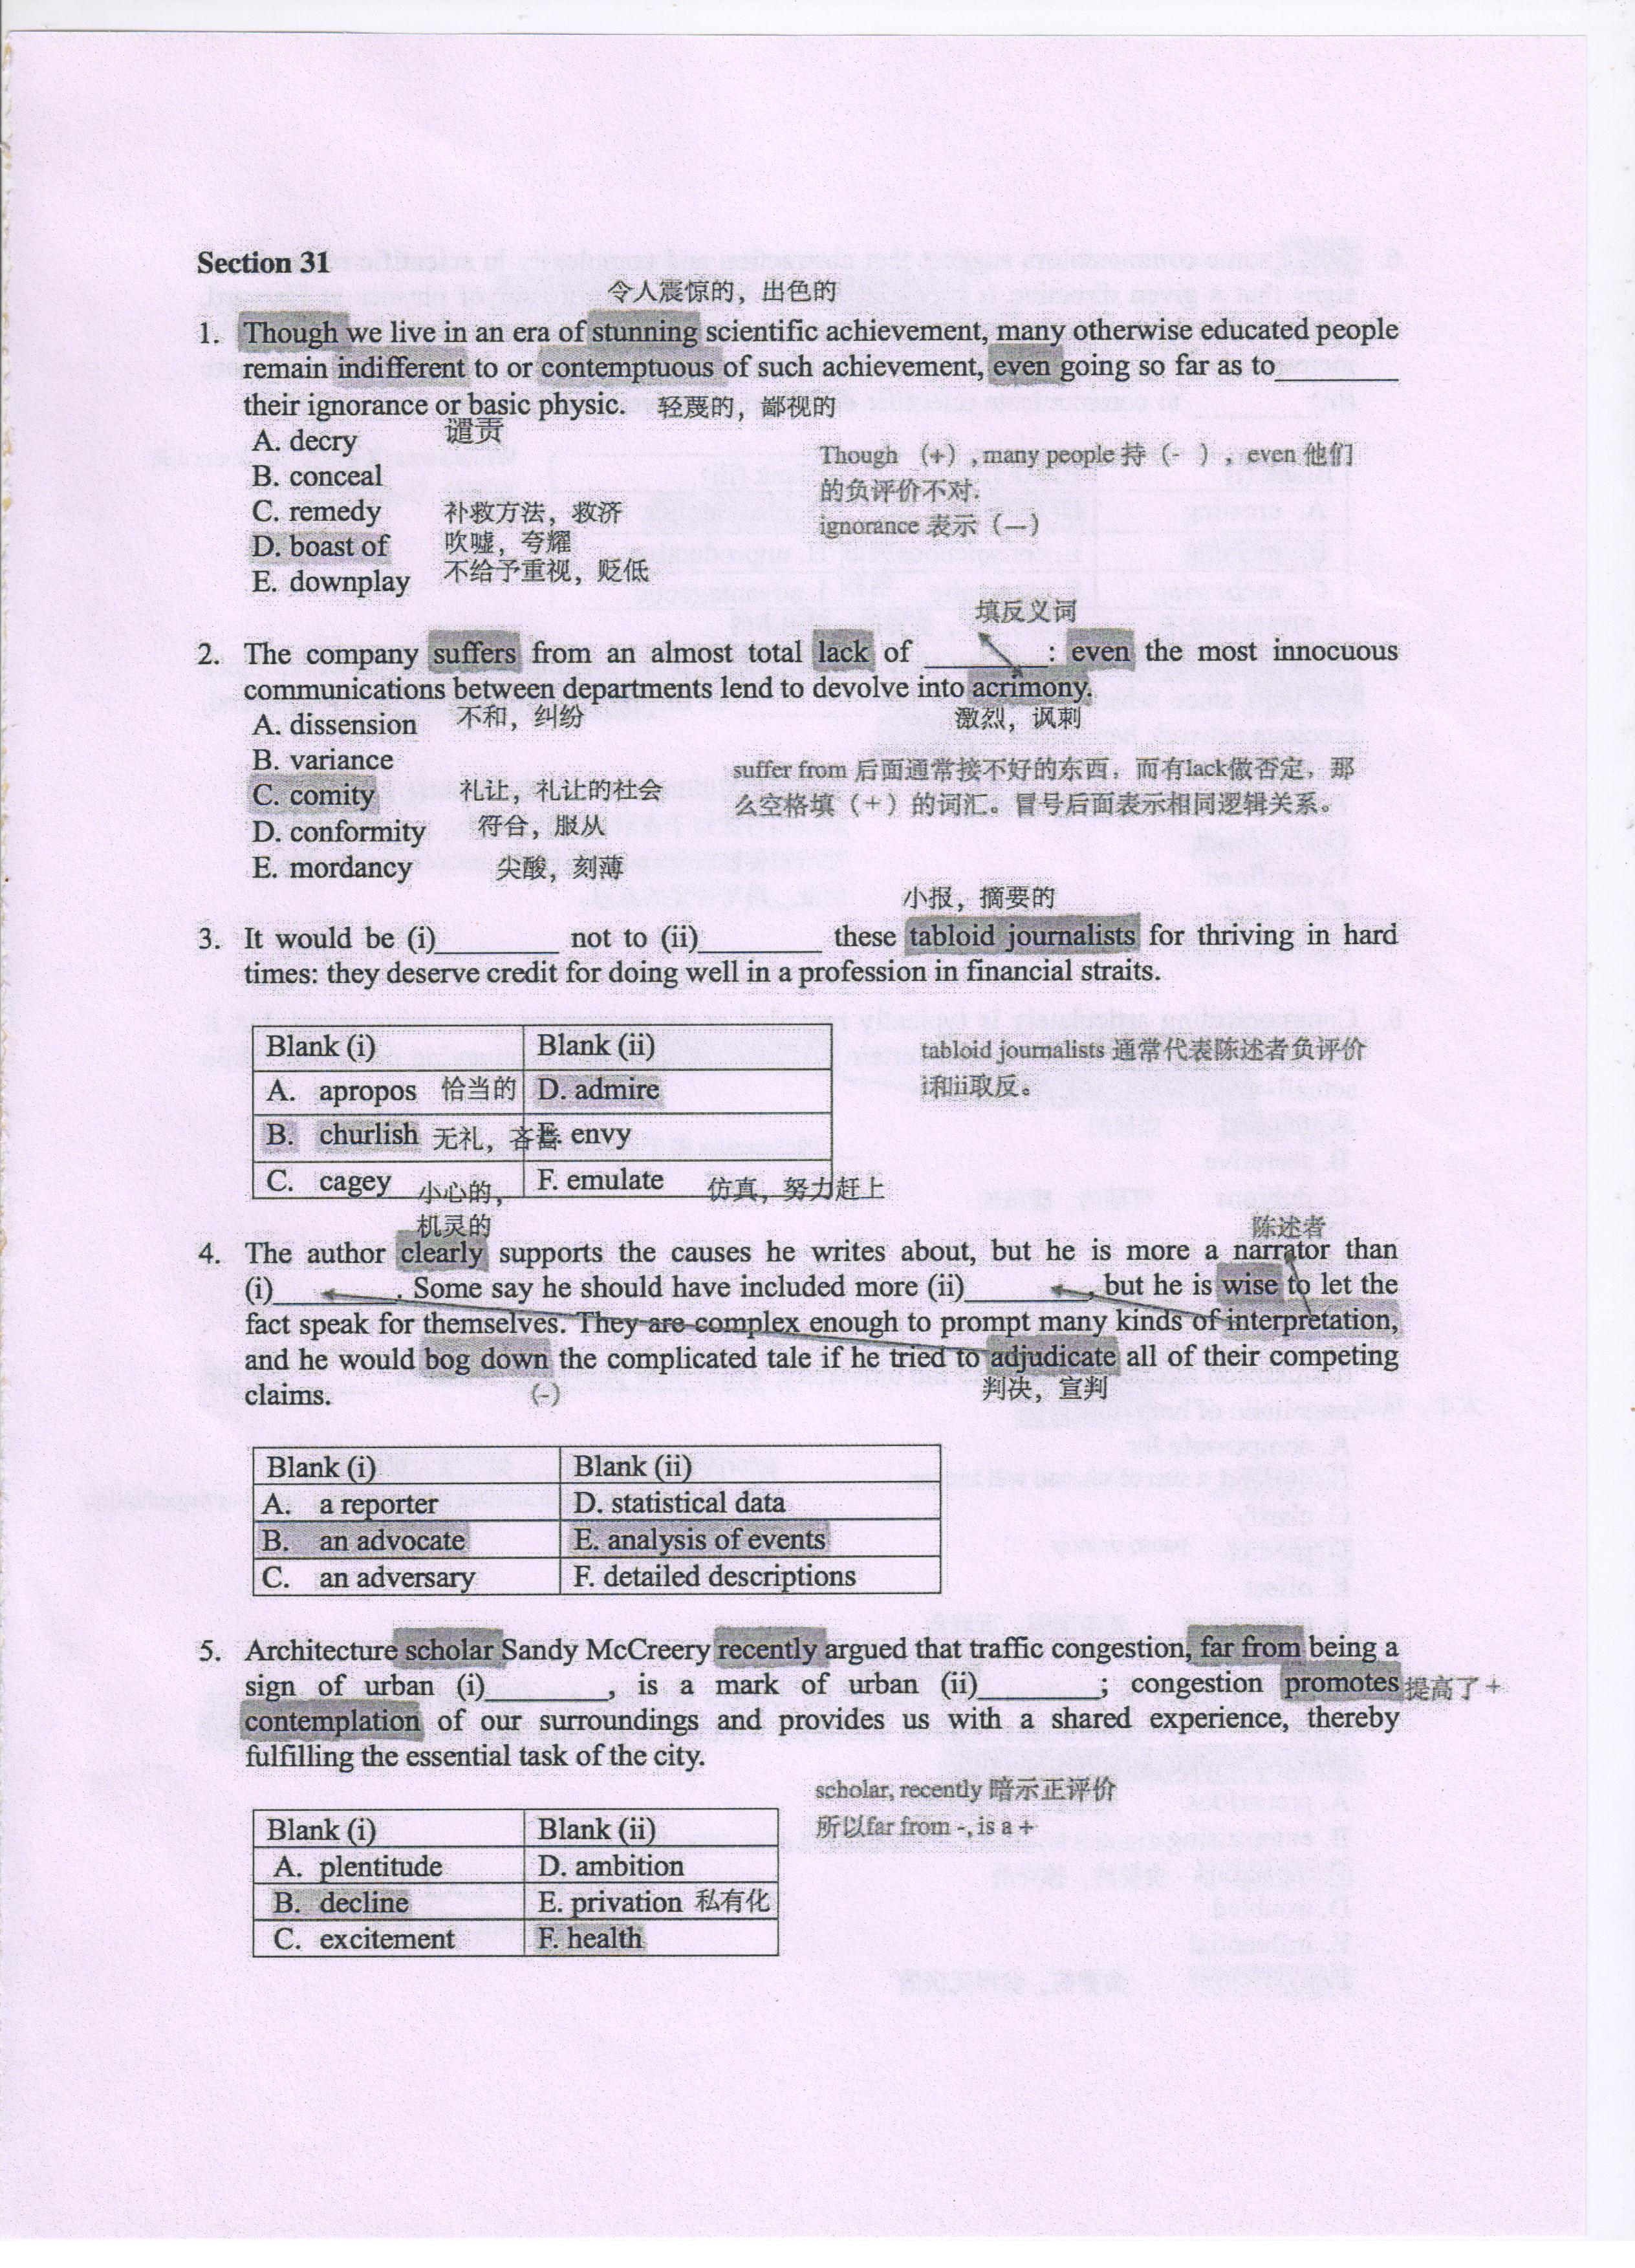 Section 31
令人震惊的，出色的
1. Though we live in an era of stunning scientific achievement, many otherwise educated people
remain indifferent to or contemptuous of such achievement, even going so far as to________
their ignorance or basic physic. 轻蔑的，鄙视的
A. decry 谴责
B. conceal
C. remedy 补救方法，救济
D. boast of 吹嘘，夸耀
E. downplay 不给予重视，贬低
Though （+）, many people 持（- ），even 他们
的负评价不对.
ignorance 表示（—）
填反义词
2. The company suffers from an almost total lack of ________: even the most innocuous
communications between departments lend to devolve into acrimony.
激烈，讽刺
A. dissension 不和，纠纷
B. variance
C. comity 礼让，礼让的社会
D. conformity 符合，服从
E. mordancy 尖酸，刻薄
suffer from 后面通常接不好的东西，而有lack做否定，那
么空格填（+）的词汇。冒号后面表示相同逻辑关系。
小报，摘要的
3. It would be (i)________ not to (ii)________ these tabloid journalists for thriving in hard
times: they deserve credit for doing well in a profession in financial straits.
Blank (i) Blank (ii)
A. apropos 恰当的 D. admire
B. churlish 无礼，吝啬 E. envy
C. cagey 小心的， F. emulate 仿真，努力赶上
机灵的
tabloid journalists 通常代表陈述者负评价
i和ii取反。
陈述者
4. The author clearly supports the causes he writes about, but he is more a narrator than
(i)________. Some say he should have included more (ii)________, but he is wise to let the
fact speak for themselves. They are complex enough to prompt many kinds of interpretation,
and he would bog down the complicated tale if he tried to adjudicate all of their competing
claims. (-) 判决，宣判
Blank (i) Blank (ii)
A. a reporter D. statistical data
B. an advocate E. analysis of events
C. an adversary F. detailed descriptions
5. Architecture scholar Sandy McCreery recently argued that traffic congestion, far from being a
sign of urban (i)________, is a mark of urban (ii)________; congestion promotes 提高了+
contemplation of our surroundings and provides us with a shared experience, thereby
fulfilling the essential task of the city.
scholar, recently 暗示正评价
所以far from -, is a +
Blank (i) Blank (ii)
A. plentitude D. ambition
B. decline E. privation 私有化
C. excitement F. health